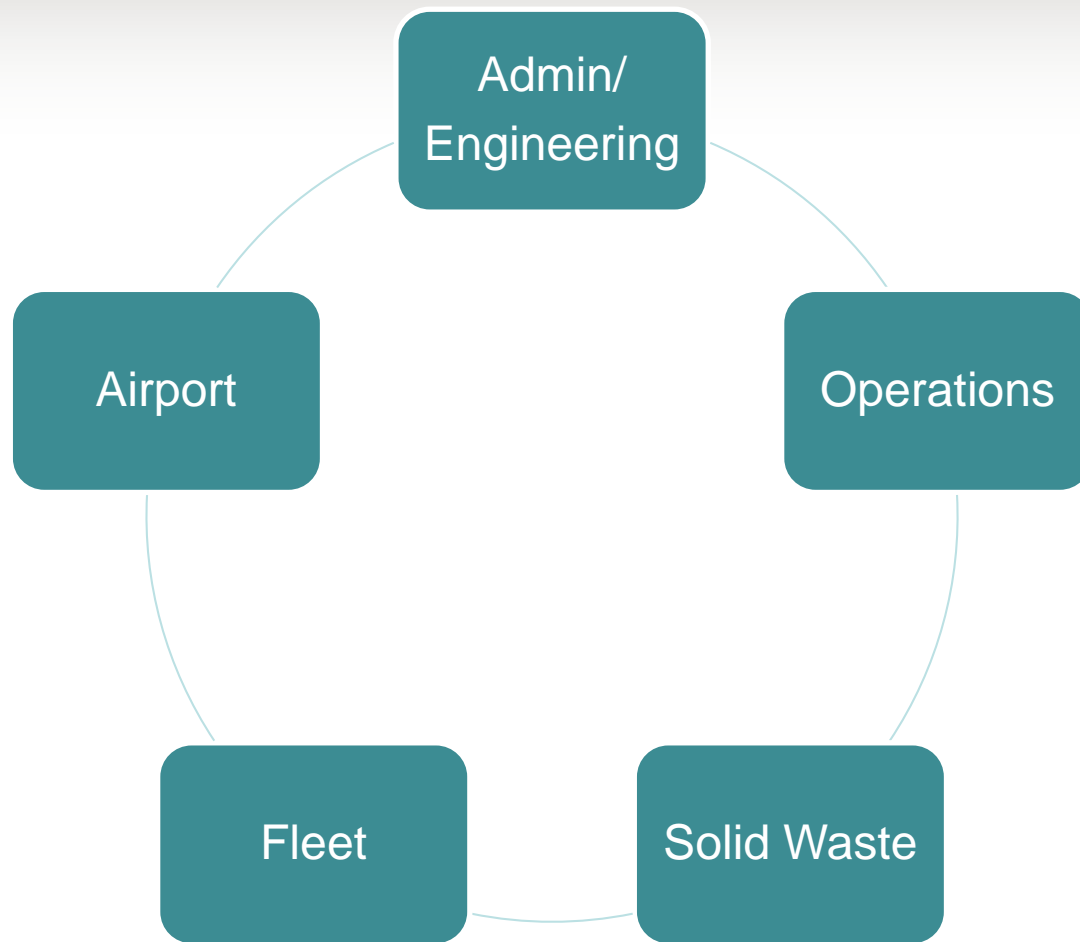 Admin/
Engineering
Operations
Solid Waste
Fleet
Airport